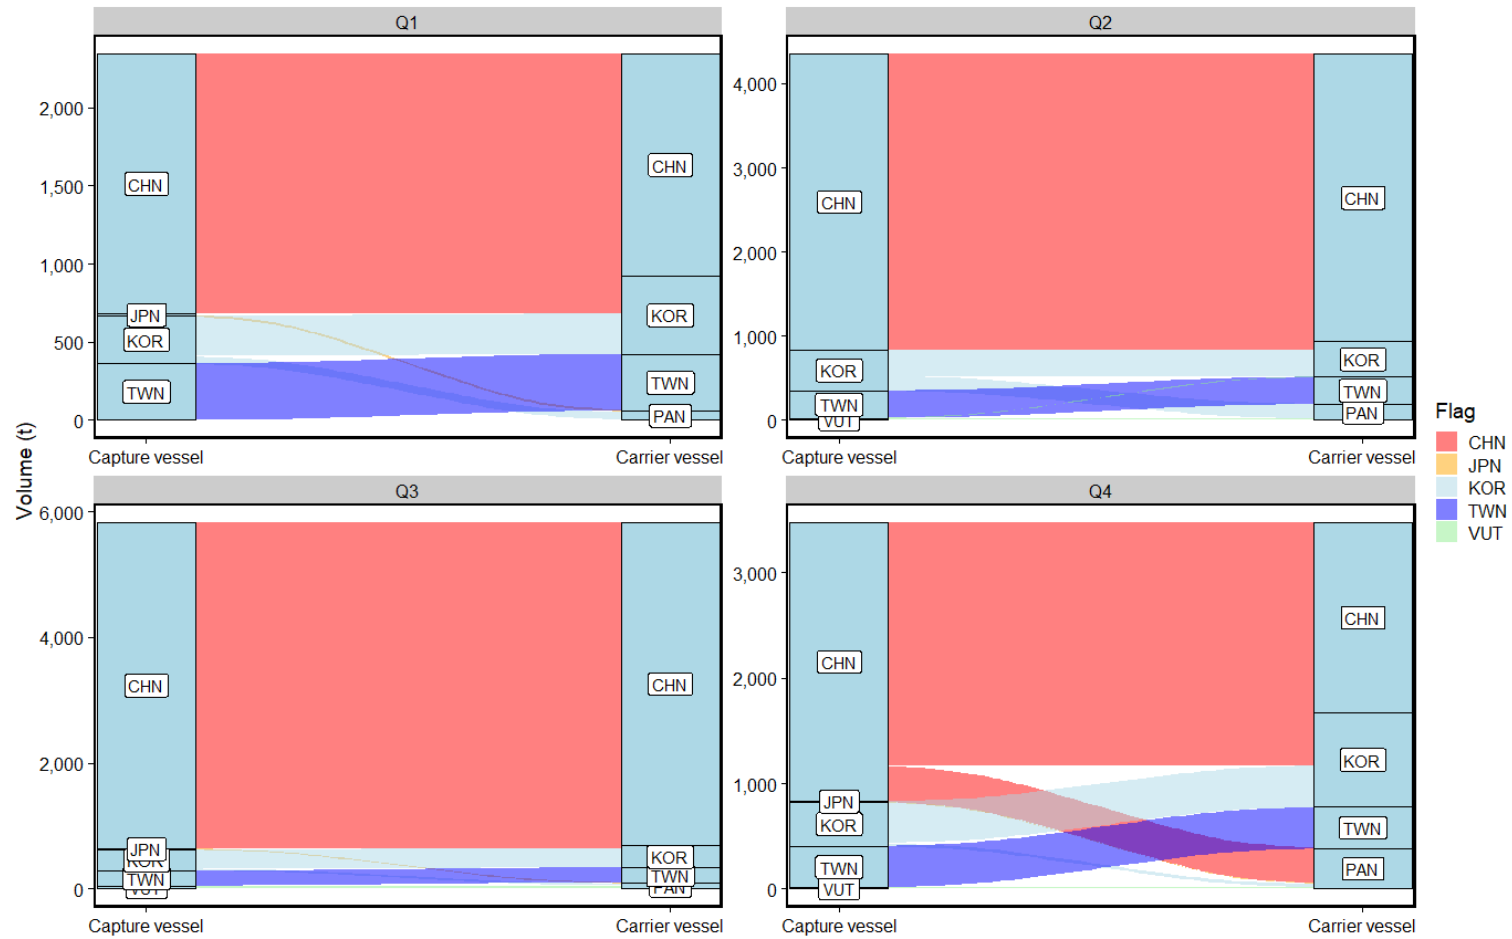 Q1
Q2
Volume (t)
2,000
1,500
1,000
500
0
CHN
JPN
KOR
TWN
CHN
KOR
TWN
PAN
Capture vessel
Carrier vessel
4,000
3,000
2,000
1,000
0
CHN
KOR
TWN
VUT
CHN
KOR
TWN
PAN
Capture vessel
Carrier vessel
Q3
Q4
6,000
4,000
2,000
0
CHN
JPN
KOR
TWN
VUT
CHN
KOR
TWN
PAN
Capture vessel
Carrier vessel
3,000
2,000
1,000
0
CHN
JPN
KOR
TWN
VUT
CHN
KOR
TWN
PAN
Capture vessel
Carrier vessel
Flag
CHN
JPN
KOR
TWN
VUT